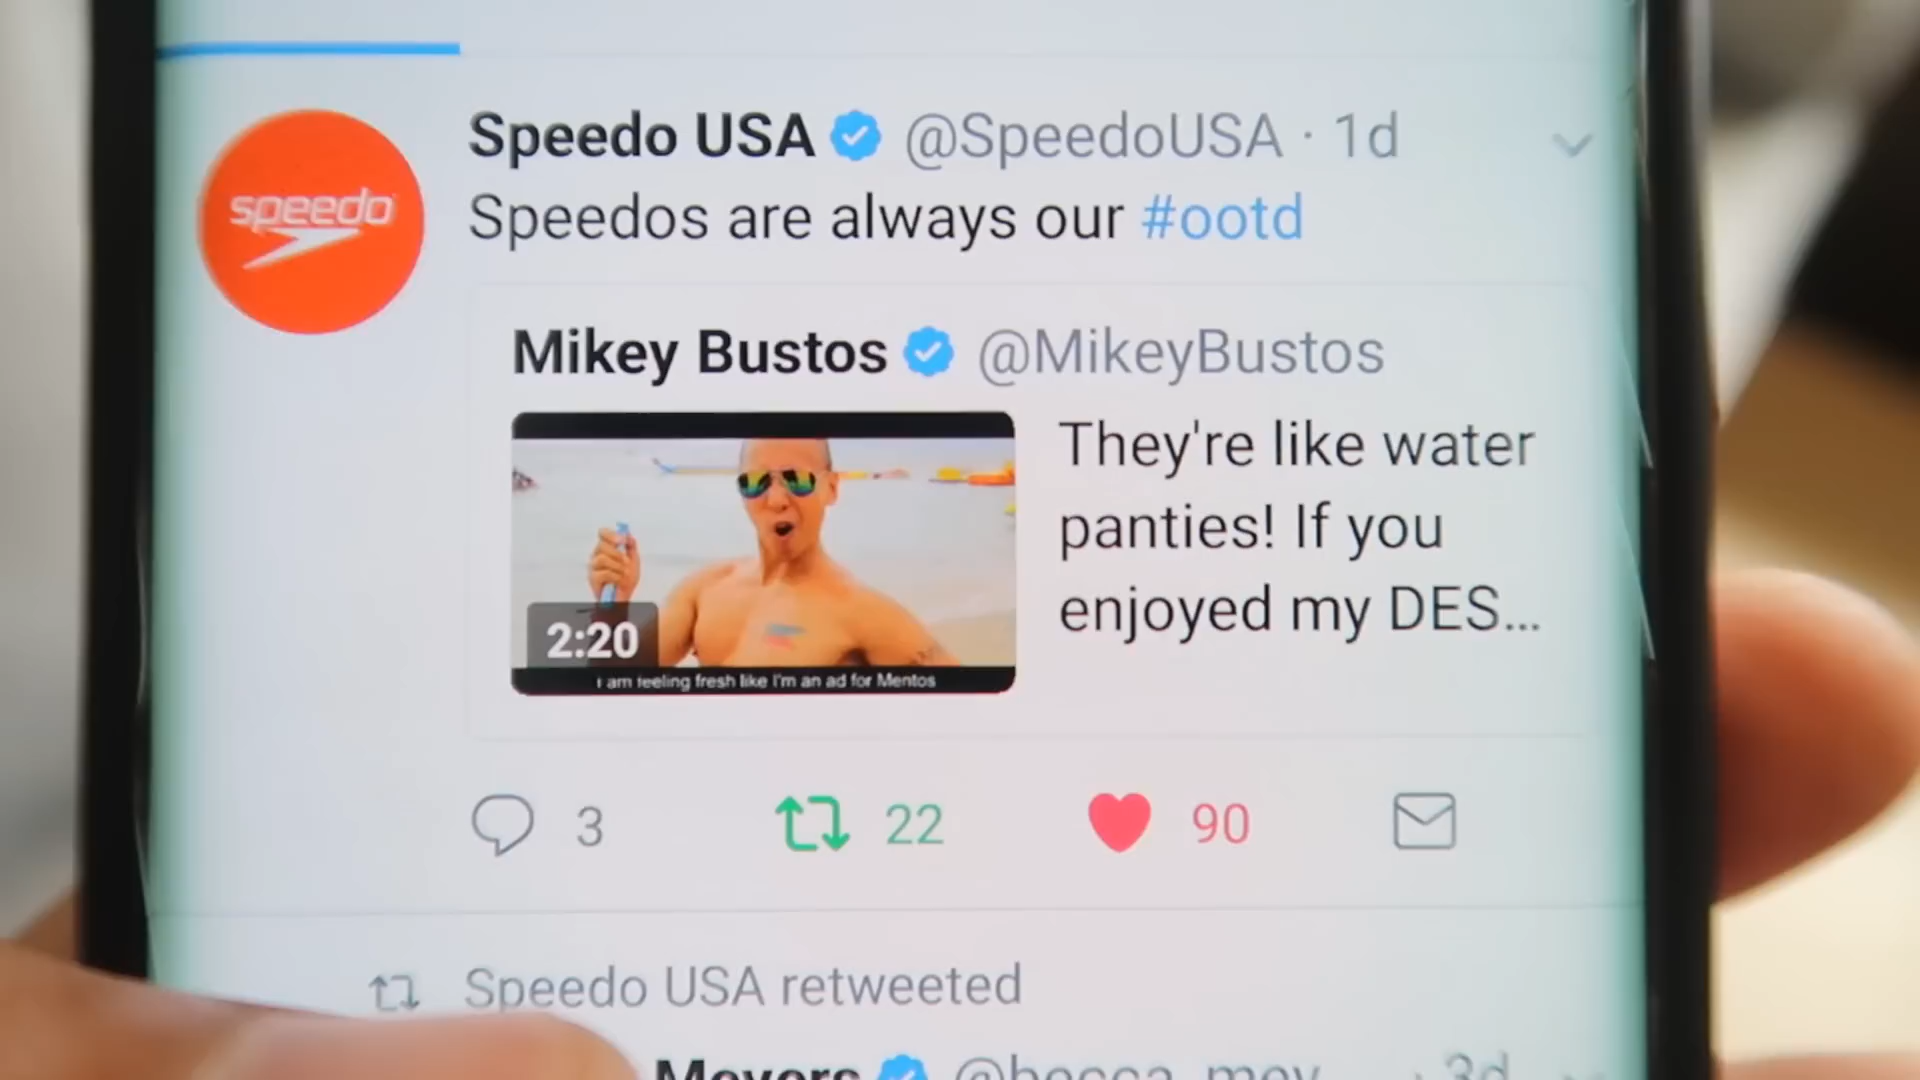 Speedo USA @SpeedoUSA · 1d
speedo
Speedos are always our #ootd
Mikey Bustos @MikeyBustos
They're like water
panties! If you
enjoyed my DES...
2:20
I am feeling fresh like I'm an ad for Mentos
3 22 90
Speedo USA retweeted
Meyers @becca_mey · 3d